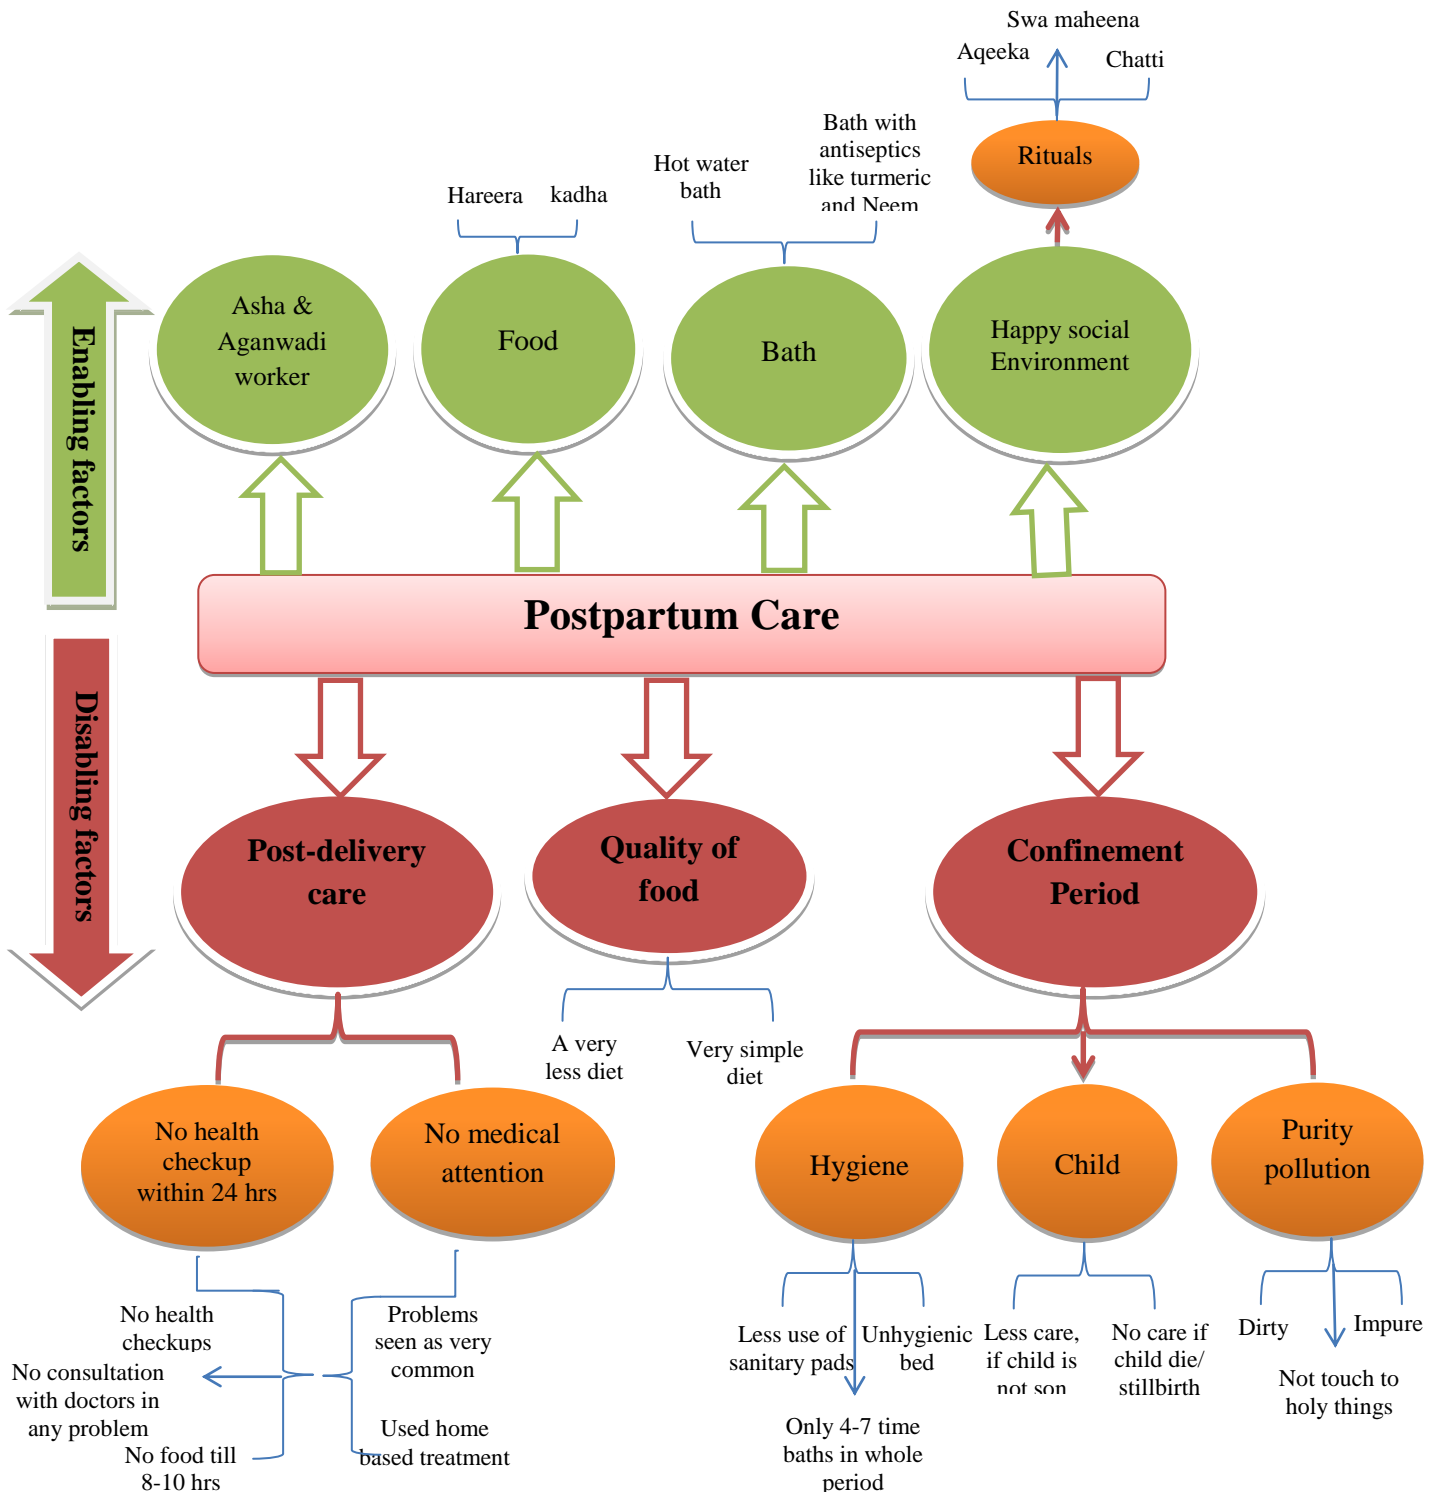 Swa maheena
Aqeeka
Chatti
Rituals
Bath with
antiseptics
like turmeric
and Neem
Hot water
bath
Hareera
kadha
Enabling factors
Asha &
Aganwadi
worker
Food
Bath
Happy social
Environment
Postpartum Care
Disabling factors
Post-delivery
care
Quality of
food
Confinement
Period
A very
less diet
Very simple
diet
No health
checkup
within 24 hrs
No medical
attention
Hygiene
Child
Purity
pollution
No health
checkups
No consultation
with doctors in
any problem
No food till
8-10 hrs
Problems
seen as very
common
Used home
based treatment
Less use of
sanitary pads
Unhygienic
bed
Only 4-7 time
baths in whole
period
Less care,
if child is
not son
No care if
child die/
stillbirth
Dirty
Impure
Not touch to
holy things